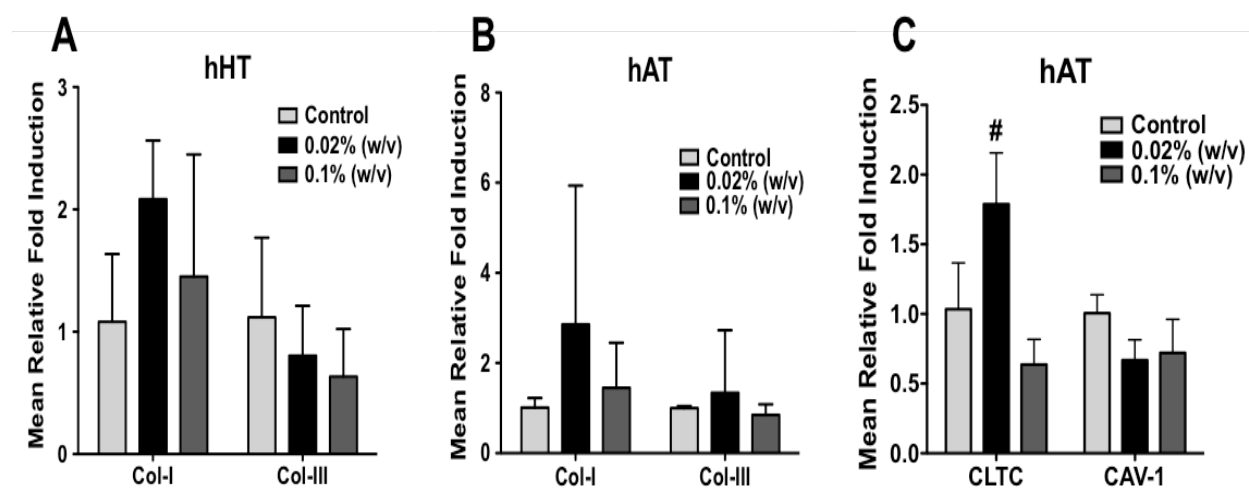 A
hHT
Mean Relative Fold Induction
3
2
1
0
Control
0.02% (w/v)
0.1% (w/v)
Col-I
Col-III
B
hAT
Mean Relative Fold Induction
8
6
4
2
0
Control
0.02% (w/v)
0.1% (w/v)
Col-I
Col-III
C
hAT
Mean Relative Fold Induction
2.5
2.0
1.5
1.0
0.5
0.0
#
Control
0.02% (w/v)
0.1% (w/v)
CLTC
CAV-1